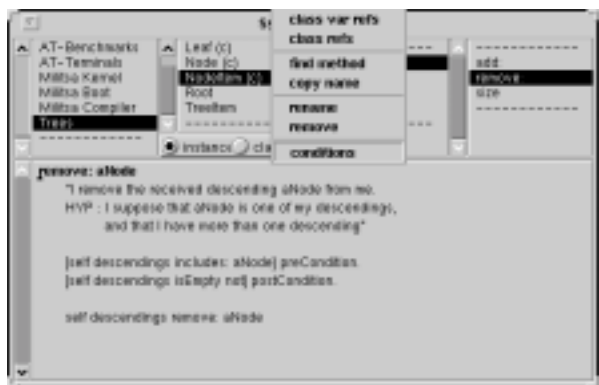 class var refs
class refs
find method
copy name
rename
remove
conditions
AT-Benchmarks
AT-Terminals
Militsa Kernel
Militsa Boot
Militsa Compiler
Trees
Leaf (c)
Node (c)
NodeItem (c)
Root
TreeItem
instance
add:
remove:
size
remove: aNode
"I remove the received descending aNode from me.
HYP : I suppose that aNode is one of my descendings,
and that I have more than one descending"
[self descendings includes: aNode] preCondition.
[self descendings isEmpty not] postCondition.
self descendings remove: aNode